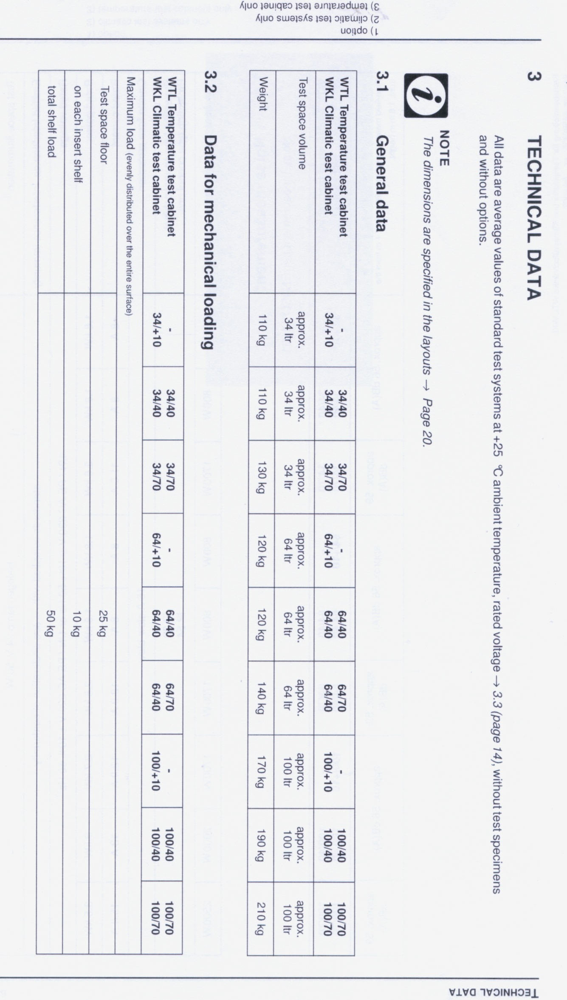 TECHNICAL DATA
3 TECHNICAL DATA
All data are average values of standard test systems at +25 °C ambient temperature, rated voltage → 3.3 (page 14), without test specimens
and without options.
NOTE
The dimensions are specified in the layouts → Page 20.
3.1 General data
WTL Temperature test cabinet - 34/40 34/70 - 64/40 64/70 - 100/40 100/70
WKL Climatic test cabinet 34/+10 34/40 34/70 64/+10 64/40 64/40 100/+10 100/40 100/70
Test space volume approx. approx. approx. approx. approx. approx. approx. approx. approx.
34 ltr 34 ltr 34 ltr 64 ltr 64 ltr 64 ltr 100 ltr 100 ltr 100 ltr
Weight 110 kg 110 kg 130 kg 120 kg 120 kg 140 kg 170 kg 190 kg 210 kg
3.2 Data for mechanical loading
WTL Temperature test cabinet - 34/40 34/70 - 64/40 64/70 - 100/40 100/70
WKL Climatic test cabinet 34/+10 34/40 34/70 64/+10 64/40 64/40 100/+10 100/40 100/70
Maximum load (evenly distributed over the entire surface)
Test space floor 25 kg
on each insert shelf 10 kg
total shelf load 50 kg
1) option
2) climatic test systems only
3) temperature test cabinet only